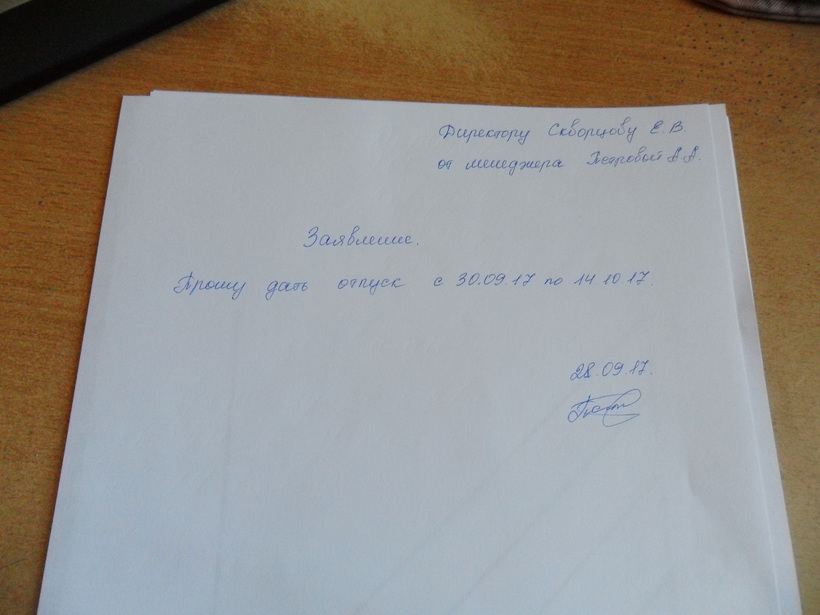 Директору Скворцову Е.В.
от менеджера Петровой А.А.
Заявление.
Прошу дать отпуск с 30.09.17 по 14.10.17.
28.09.17.